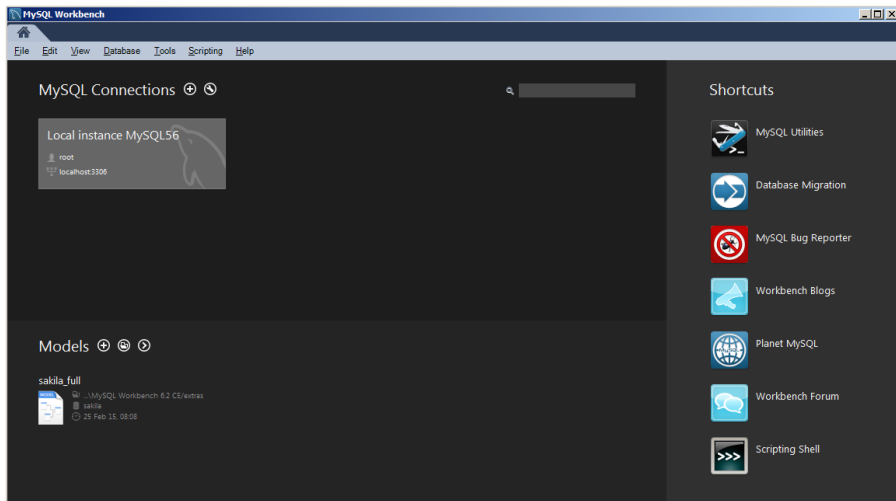 MySQL Workbench
File Edit View Database Tools Scripting Help
MySQL Connections
Local instance MySQL56
root
localhost:3306
Models
sakila_full
MODEL
...\MySQL Workbench 6.2 CE/extras
sakila
25 Feb 15, 08:08
Shortcuts
MySQL Utilities
Database Migration
MySQL Bug Reporter
Workbench Blogs
Planet MySQL
Workbench Forum
>>>
Scripting Shell